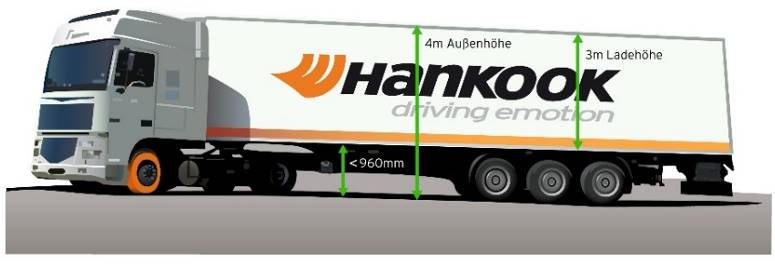 4m Außenhöhe
3m Ladehöhe
Hankook
driving emotion
<960mm